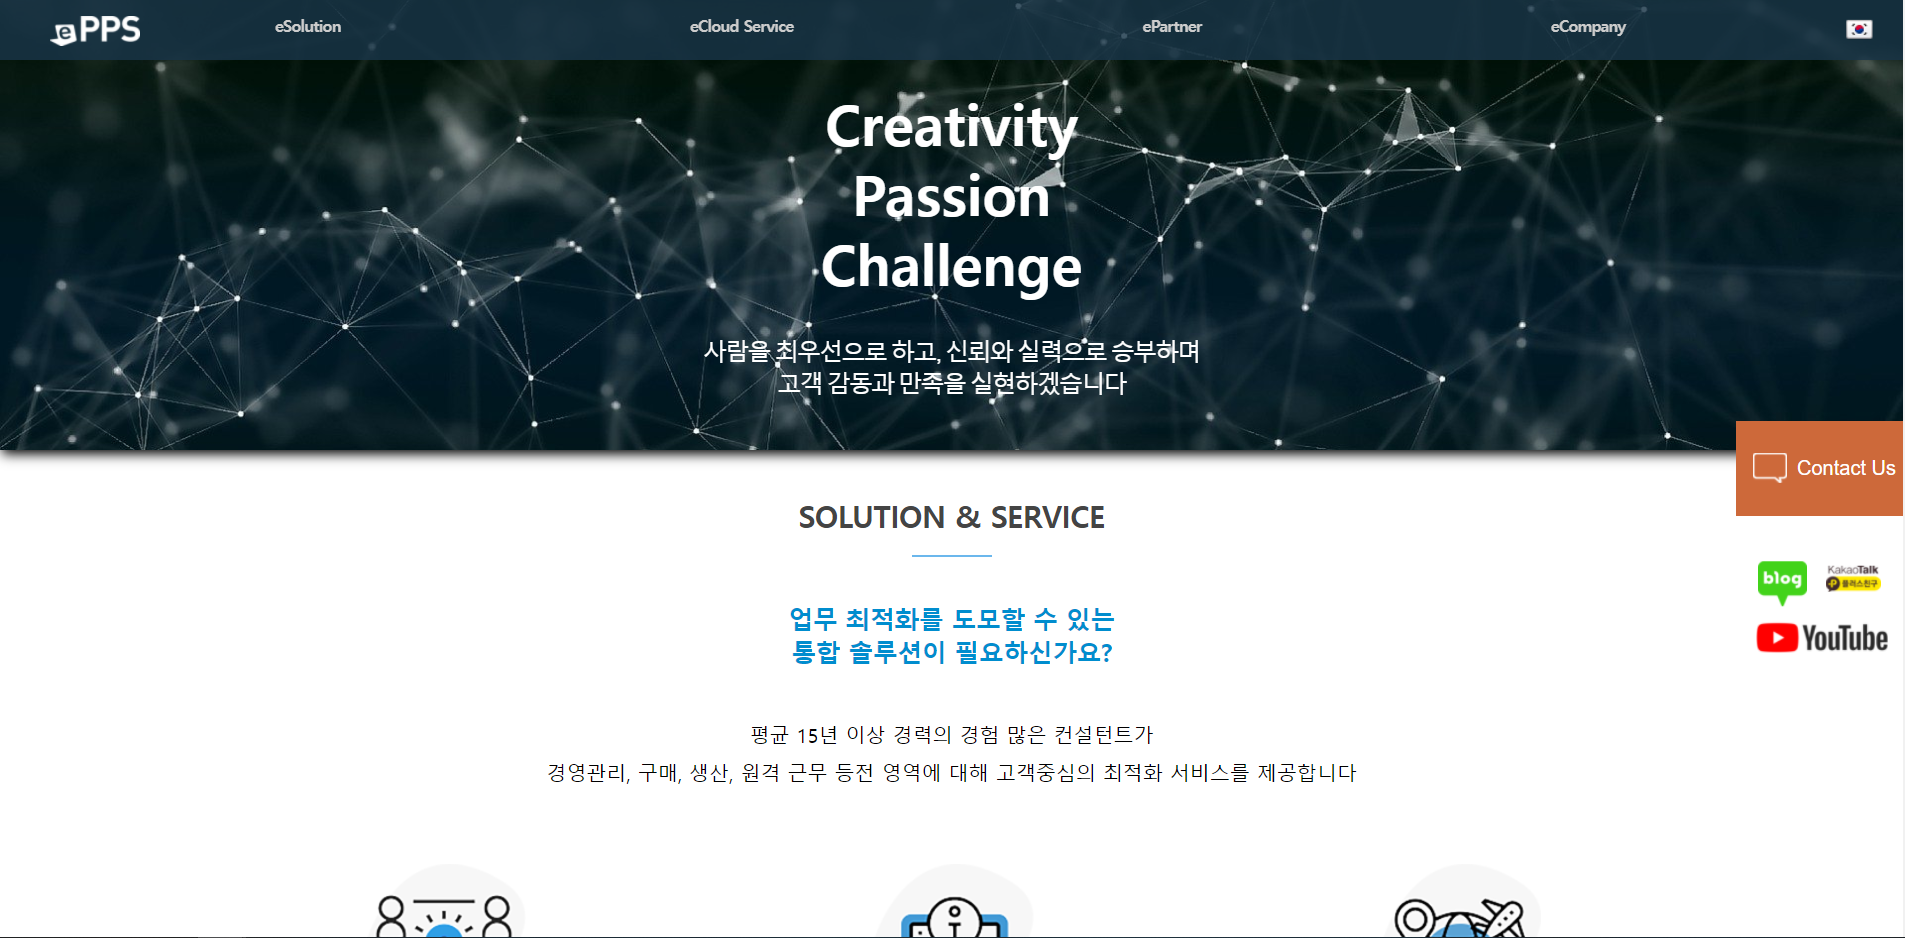 ePPS
eSolution
eCloud Service
ePartner
eCompany
Creativity
Passion
Challenge
사람을 최우선으로 하고, 신뢰와 실력으로 승부하며
고객 감동과 만족을 실현하겠습니다
Contact Us
SOLUTION & SERVICE
blog
KakaoTalk
플러스친구
YouTube
업무 최적화를 도모할 수 있는
통합 솔루션이 필요하신가요?
평균 15년 이상 경력의 경험 많은 컨설턴트가
경영관리, 구매, 생산, 원격 근무 등전 영역에 대해 고객중심의 최적화 서비스를 제공합니다